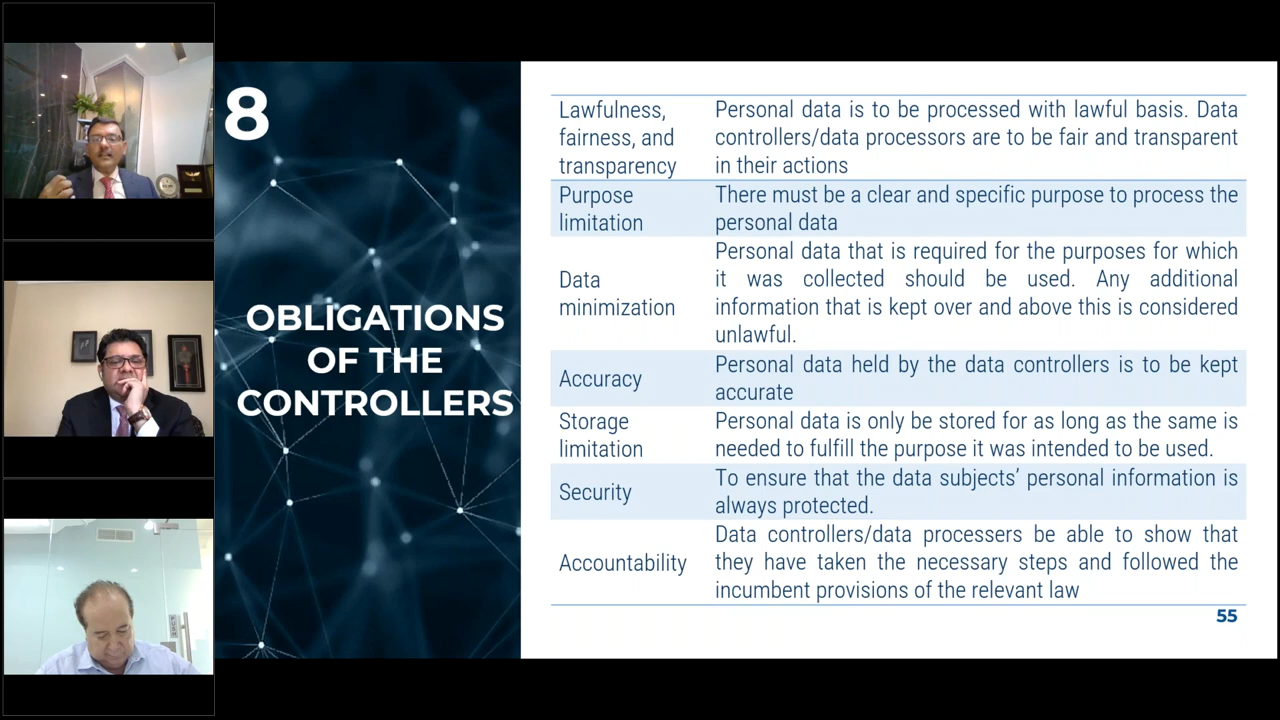 8
OBLIGATIONS
OF THE
CONTROLLERS
Lawfulness,
fairness, and
transparency
Personal data is to be processed with lawful basis. Data
controllers/data processors are to be fair and transparent
in their actions
Purpose
limitation
There must be a clear and specific purpose to process the
personal data
Data
minimization
Personal data that is required for the purposes for which
it was collected should be used. Any additional
information that is kept over and above this is considered
unlawful.
Accuracy
Personal data held by the data controllers is to be kept
accurate
Storage
limitation
Personal data is only be stored for as long as the same is
needed to fulfill the purpose it was intended to be used.
Security
To ensure that the data subjects’ personal information is
always protected.
Accountability
Data controllers/data processers be able to show that
they have taken the necessary steps and followed the
incumbent provisions of the relevant law
55